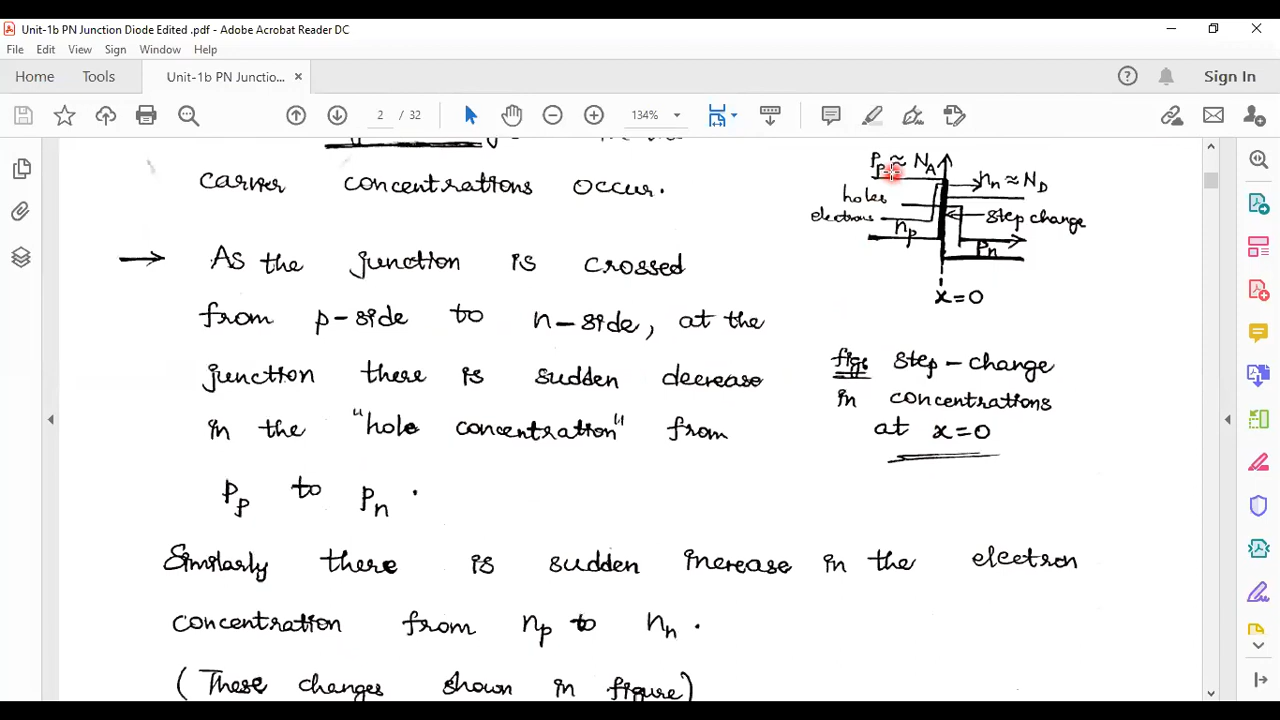 Unit-1b PN Junction Diode Edited .pdf - Adobe Acrobat Reader DC
File Edit View Sign Window Help
Home Tools Unit-1b PN Junctio... × Sign In
2 / 32 134%
carrier concentrations occur.
→ As the junction is crossed
from p-side to n-side, at the
junction there is sudden decrease
in the "hole concentration" from
Pp to Pn .
Similarly there is sudden increase in the electron
concentration from np to nn .
(These changes shown in figure)
Pp ≈ NA
nn ≈ ND
holes
electrons
step change
np
Pn
x=0
fig: step-change
in concentrations
at x=0